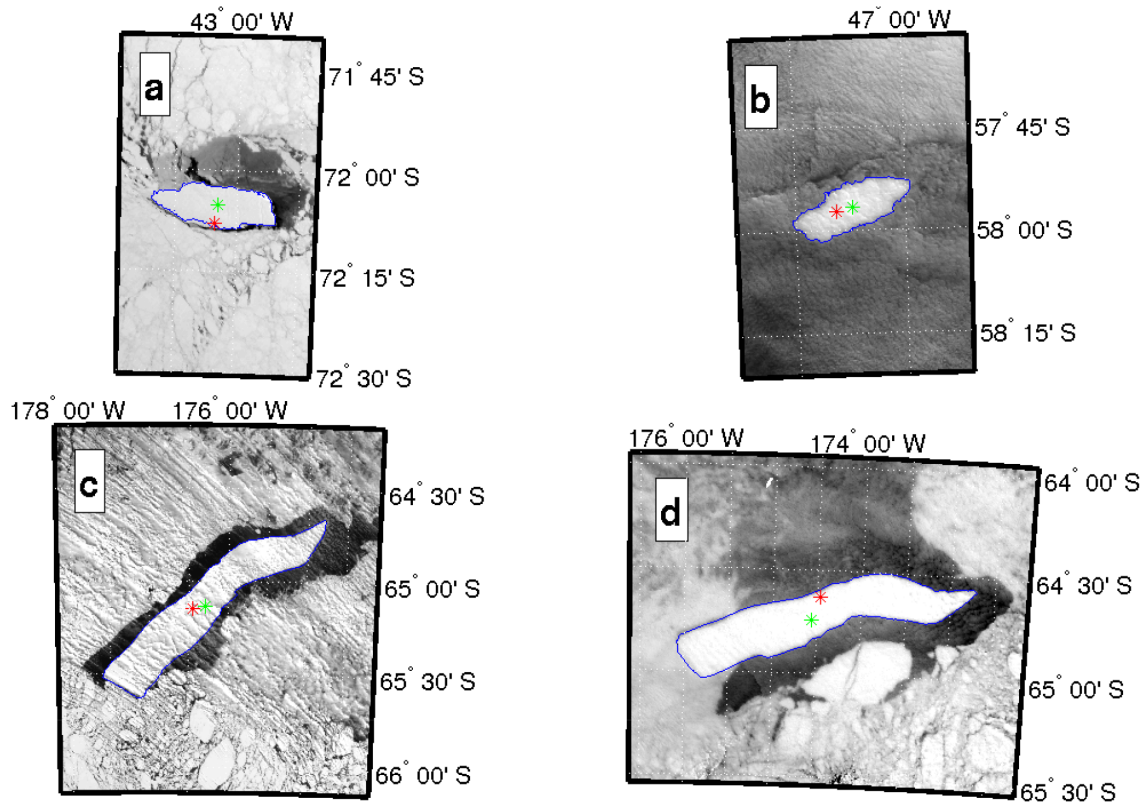 43° 00' W
a
71° 45' S
72° 00' S
72° 15' S
72° 30' S
47° 00' W
b
57° 45' S
58° 00' S
58° 15' S
178° 00' W
176° 00' W
c
64° 30' S
65° 00' S
65° 30' S
66° 00' S
176° 00' W
174° 00' W
d
64° 00' S
64° 30' S
65° 00' S
65° 30' S